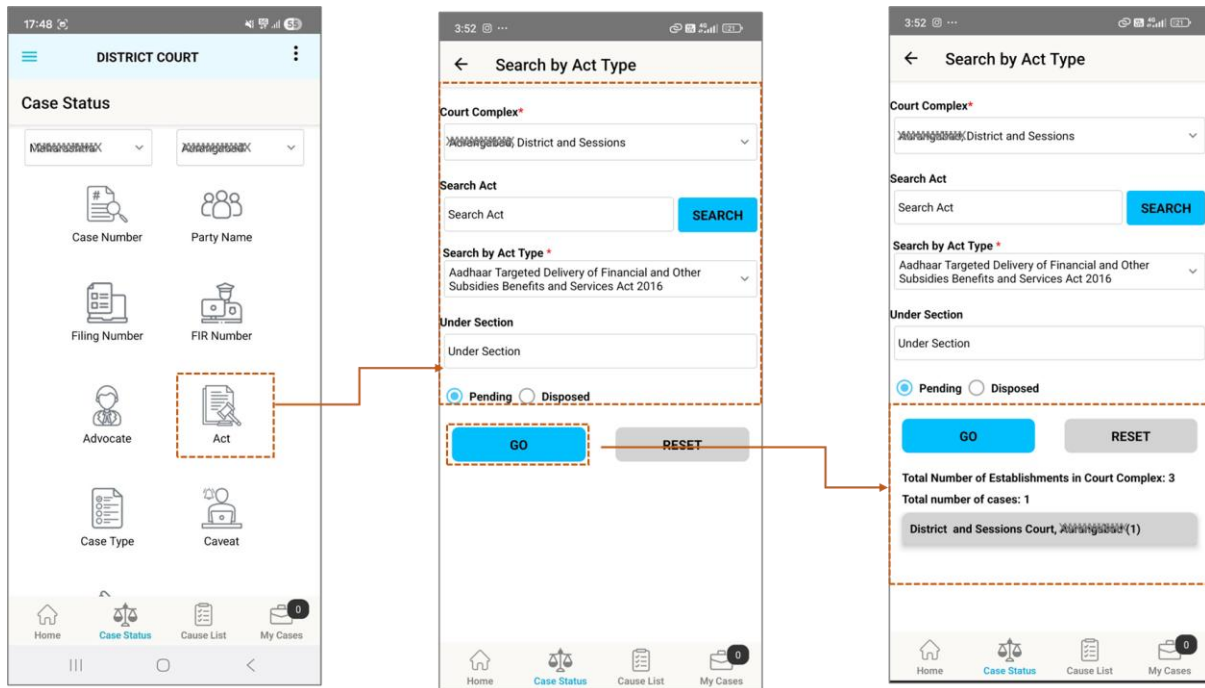 17:48
55
DISTRICT COURT
Case Status
Case Number
Party Name
Filing Number
FIR Number
Advocate
Act
Case Type
Caveat
Home
Case Status
Cause List
My Cases
0
3:52
4G
21
Search by Act Type
Court Complex*
District and Sessions
Search Act
Search Act
SEARCH
Search by Act Type *
Aadhaar Targeted Delivery of Financial and Other
Subsidies Benefits and Services Act 2016
Under Section
Under Section
Pending
Disposed
GO
RESET
Home
Case Status
Cause List
My Cases
0
3:52
4G
21
Search by Act Type
Court Complex*
District and Sessions
Search Act
Search Act
SEARCH
Search by Act Type *
Aadhaar Targeted Delivery of Financial and Other
Subsidies Benefits and Services Act 2016
Under Section
Under Section
Pending
Disposed
GO
RESET
Total Number of Establishments in Court Complex: 3
Total number of cases: 1
District and Sessions Court, (1)
Home
Case Status
Cause List
My Cases
0